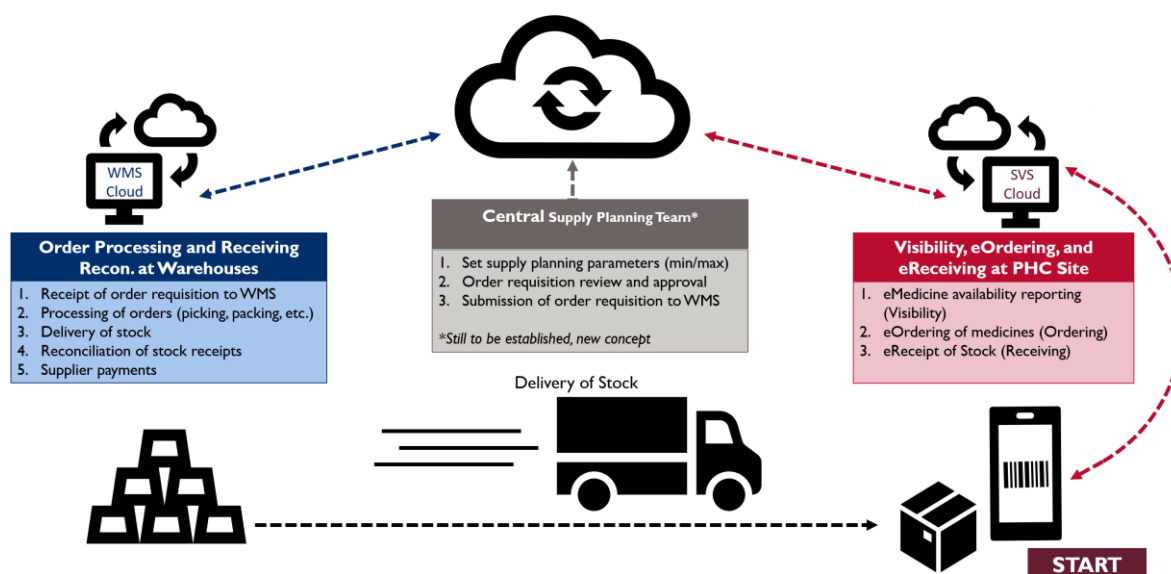 WMS
Cloud
SVS
Cloud
Order Processing and Receiving
Recon. at Warehouses
1. Receipt of order requisition to WMS
2. Processing of orders (picking, packing, etc.)
3. Delivery of stock
4. Reconciliation of stock receipts
5. Supplier payments
Central Supply Planning Team*
1. Set supply planning parameters (min/max)
2. Order requisition review and approval
3. Submission of order requisition to WMS
*Still to be established, new concept
Visibility, eOrdering, and
eReceiving at PHC Site
1. eMedicine availability reporting
(Visibility)
2. eOrdering of medicines (Ordering)
3. eReceipt of Stock (Receiving)
Delivery of Stock
START